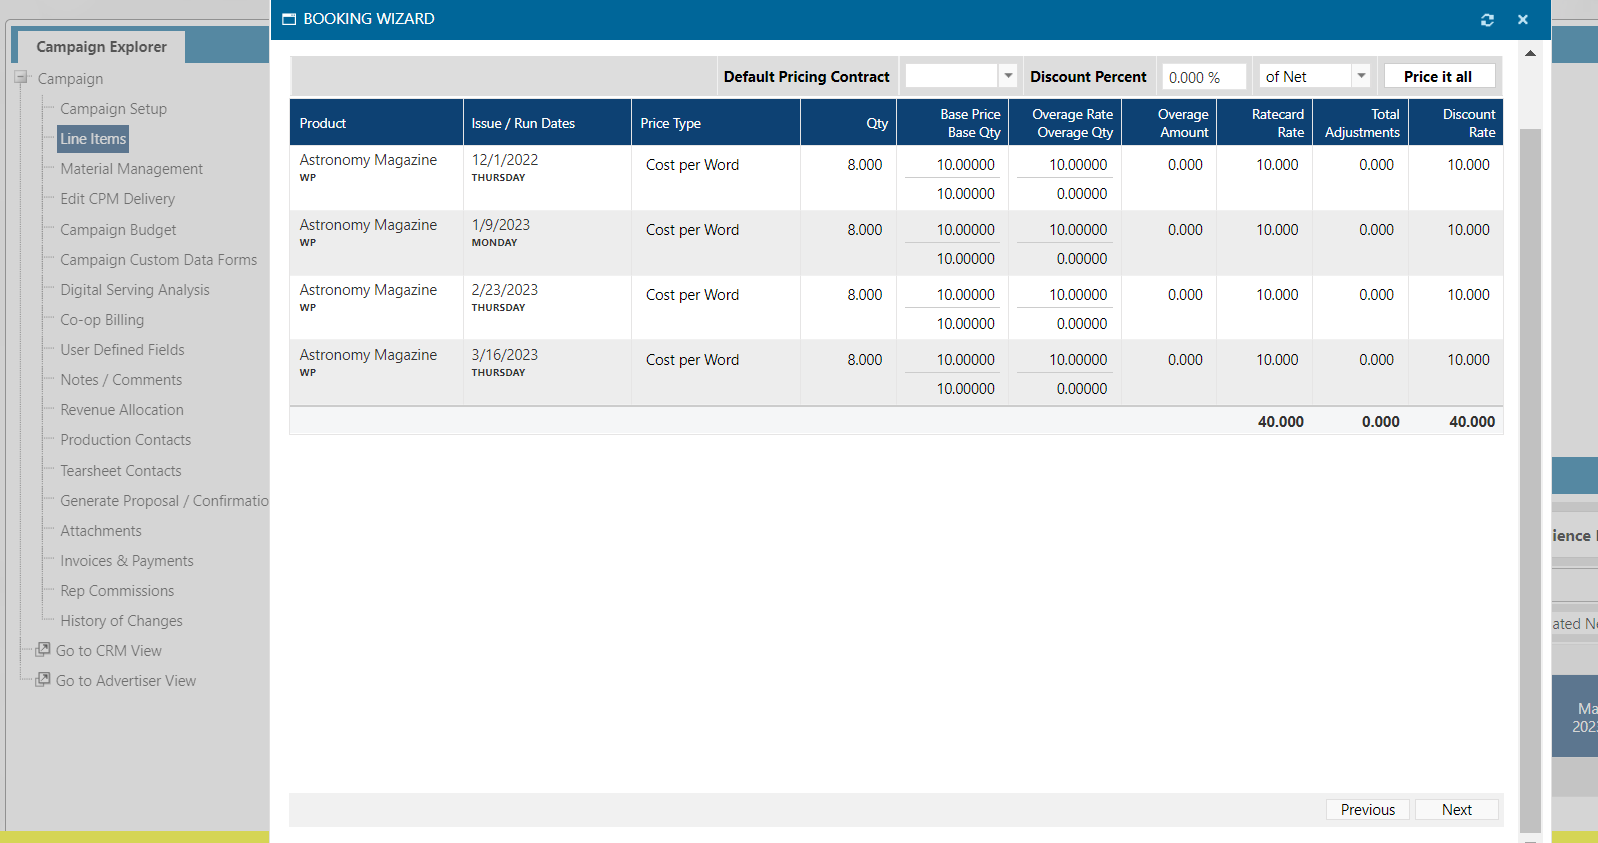 BOOKING WIZARD
Campaign Explorer
Campaign
Campaign Setup
Line Items
Material Management
Edit CPM Delivery
Campaign Budget
Campaign Custom Data Forms
Digital Serving Analysis
Co-op Billing
User Defined Fields
Notes / Comments
Revenue Allocation
Production Contacts
Tearsheet Contacts
Generate Proposal / Confirmatio
Attachments
Invoices & Payments
Rep Commissions
History of Changes
Go to CRM View
Go to Advertiser View
Default Pricing Contract Discount Percent 0.000 % of Net Price it all
Product Issue / Run Dates Price Type Qty Base Price Overage Rate Overage Ratecard Total Discount
Base Qty Overage Qty Amount Rate Adjustments Rate
Astronomy Magazine 12/1/2022 Cost per Word 8.000 10.00000 10.00000 0.000 10.000 0.000 10.000
WP THURSDAY 10.00000 0.00000
Astronomy Magazine 1/9/2023 Cost per Word 8.000 10.00000 10.00000 0.000 10.000 0.000 10.000
WP MONDAY 10.00000 0.00000
Astronomy Magazine 2/23/2023 Cost per Word 8.000 10.00000 10.00000 0.000 10.000 0.000 10.000
WP THURSDAY 10.00000 0.00000
Astronomy Magazine 3/16/2023 Cost per Word 8.000 10.00000 10.00000 0.000 10.000 0.000 10.000
WP THURSDAY 10.00000 0.00000
40.000 0.000 40.000
Previous Next
ience
ated Ne
Ma
202